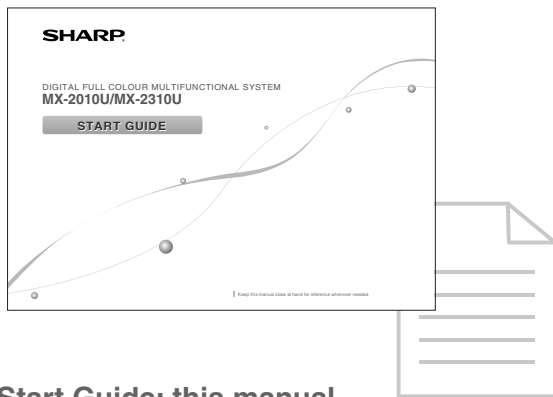 SHARP
DIGITAL FULL COLOUR MULTIFUNCTIONAL SYSTEM
MX-2010U/MX-2310U
START GUIDE
Keep this manual close at hand for reference whenever needed.
Start Guide: this manual